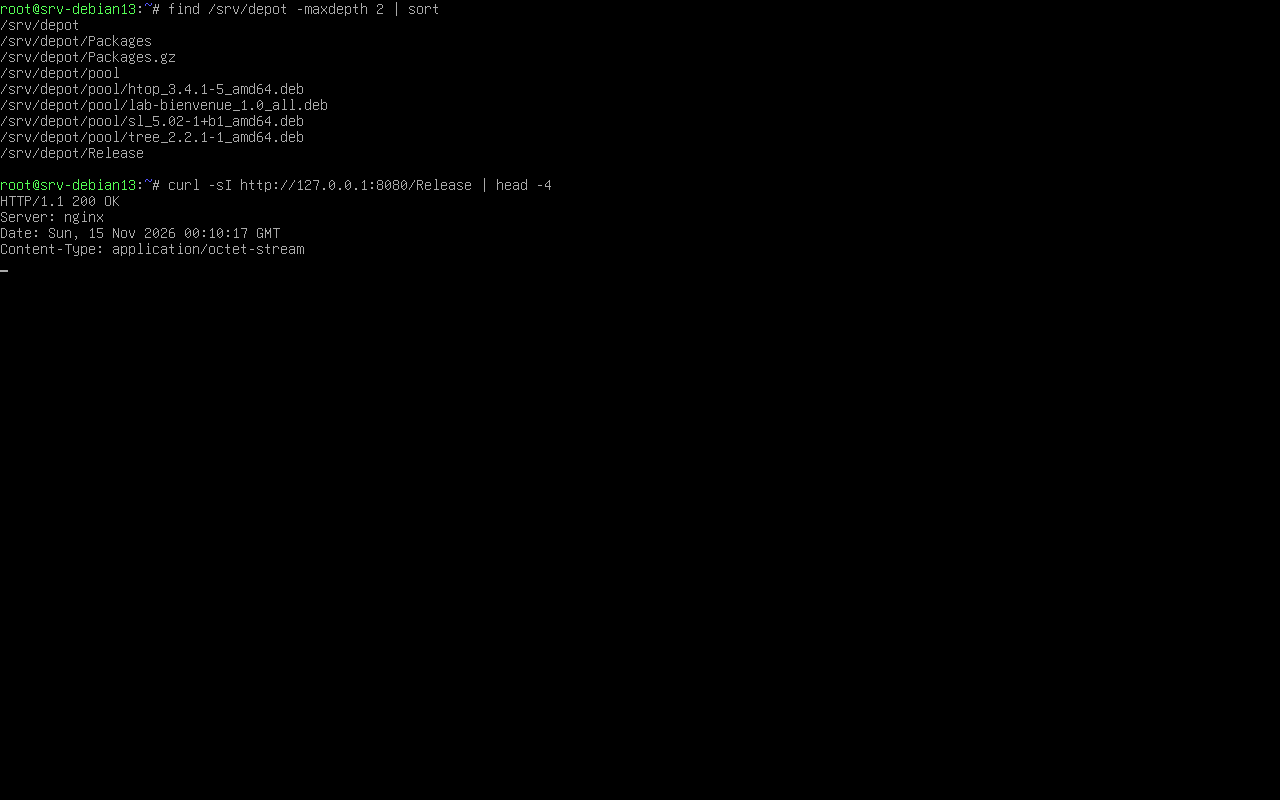 root@srv-debian13:~# find /srv/depot -maxdepth 2 | sort
/srv/depot
/srv/depot/Packages
/srv/depot/Packages.gz
/srv/depot/pool
/srv/depot/pool/htop_3.4.1-5_amd64.deb
/srv/depot/pool/lab-bienvenue_1.0_all.deb
/srv/depot/pool/sl_5.02-1+b1_amd64.deb
/srv/depot/pool/tree_2.2.1-1_amd64.deb
/srv/depot/Release
root@srv-debian13:~# curl -sI http://127.0.0.1:8080/Release | head -4
HTTP/1.1 200 OK
Server: nginx
Date: Sun, 15 Nov 2026 00:10:17 GMT
Content-Type: application/octet-stream